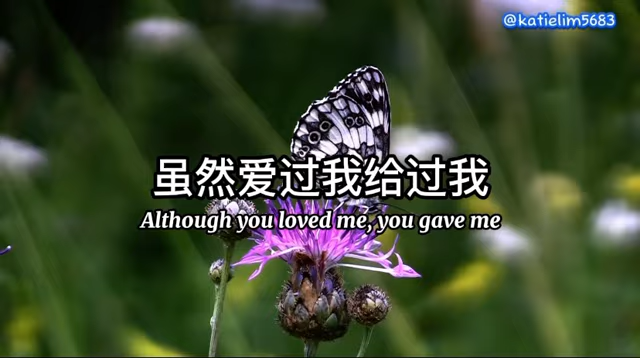 @katielim5683
虽然爱过我给过我
Although you loved me, you gave me